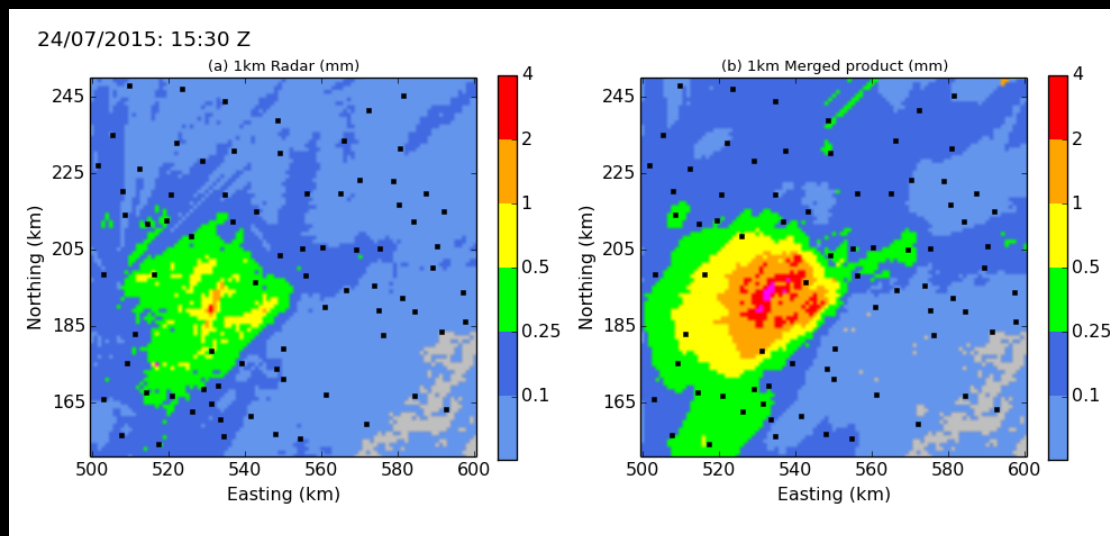 24/07/2015: 15:30 Z
(a) 1km Radar (mm)
245
225
205
185
165
Northing (km)
500 520 540 560 580 600
Easting (km)
4
2
1
0.5
0.25
0.1
(b) 1km Merged product (mm)
245
225
205
185
165
Northing (km)
500 520 540 560 580 600
Easting (km)
4
2
1
0.5
0.25
0.1